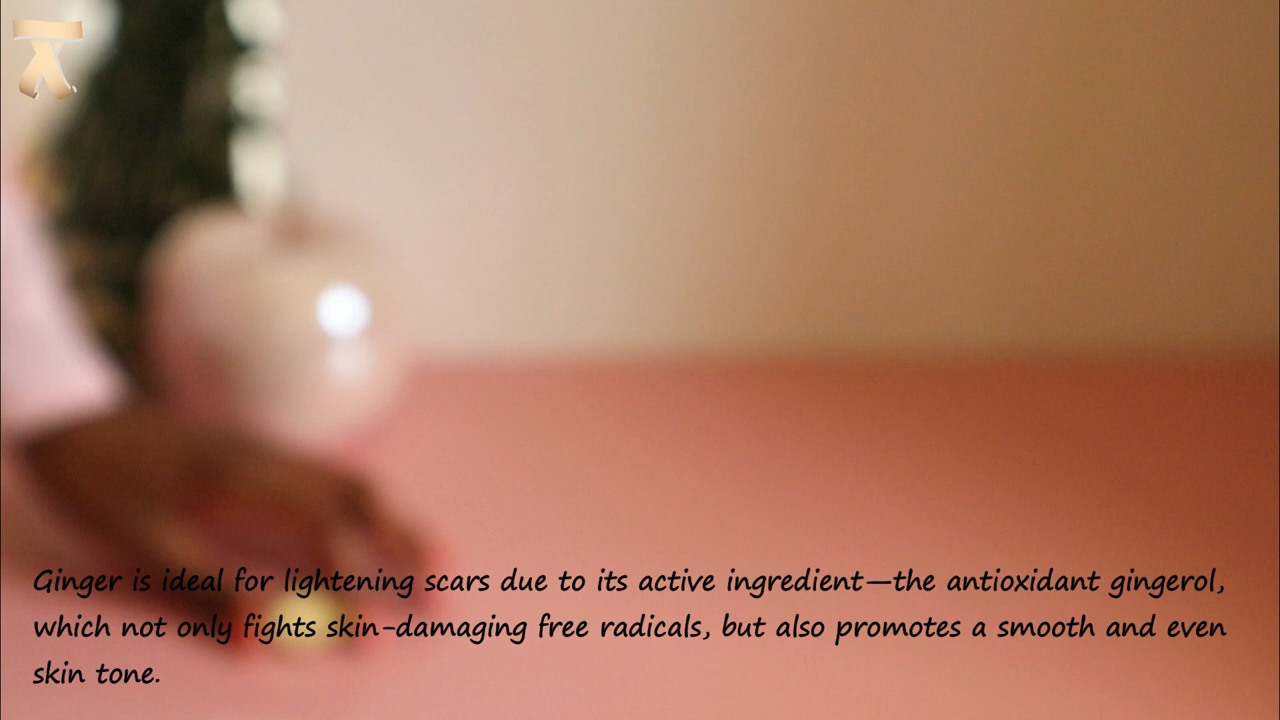 Ginger is ideal for lightening scars due to its active ingredient—the antioxidant gingerol,
which not only fights skin-damaging free radicals, but also promotes a smooth and even
skin tone.